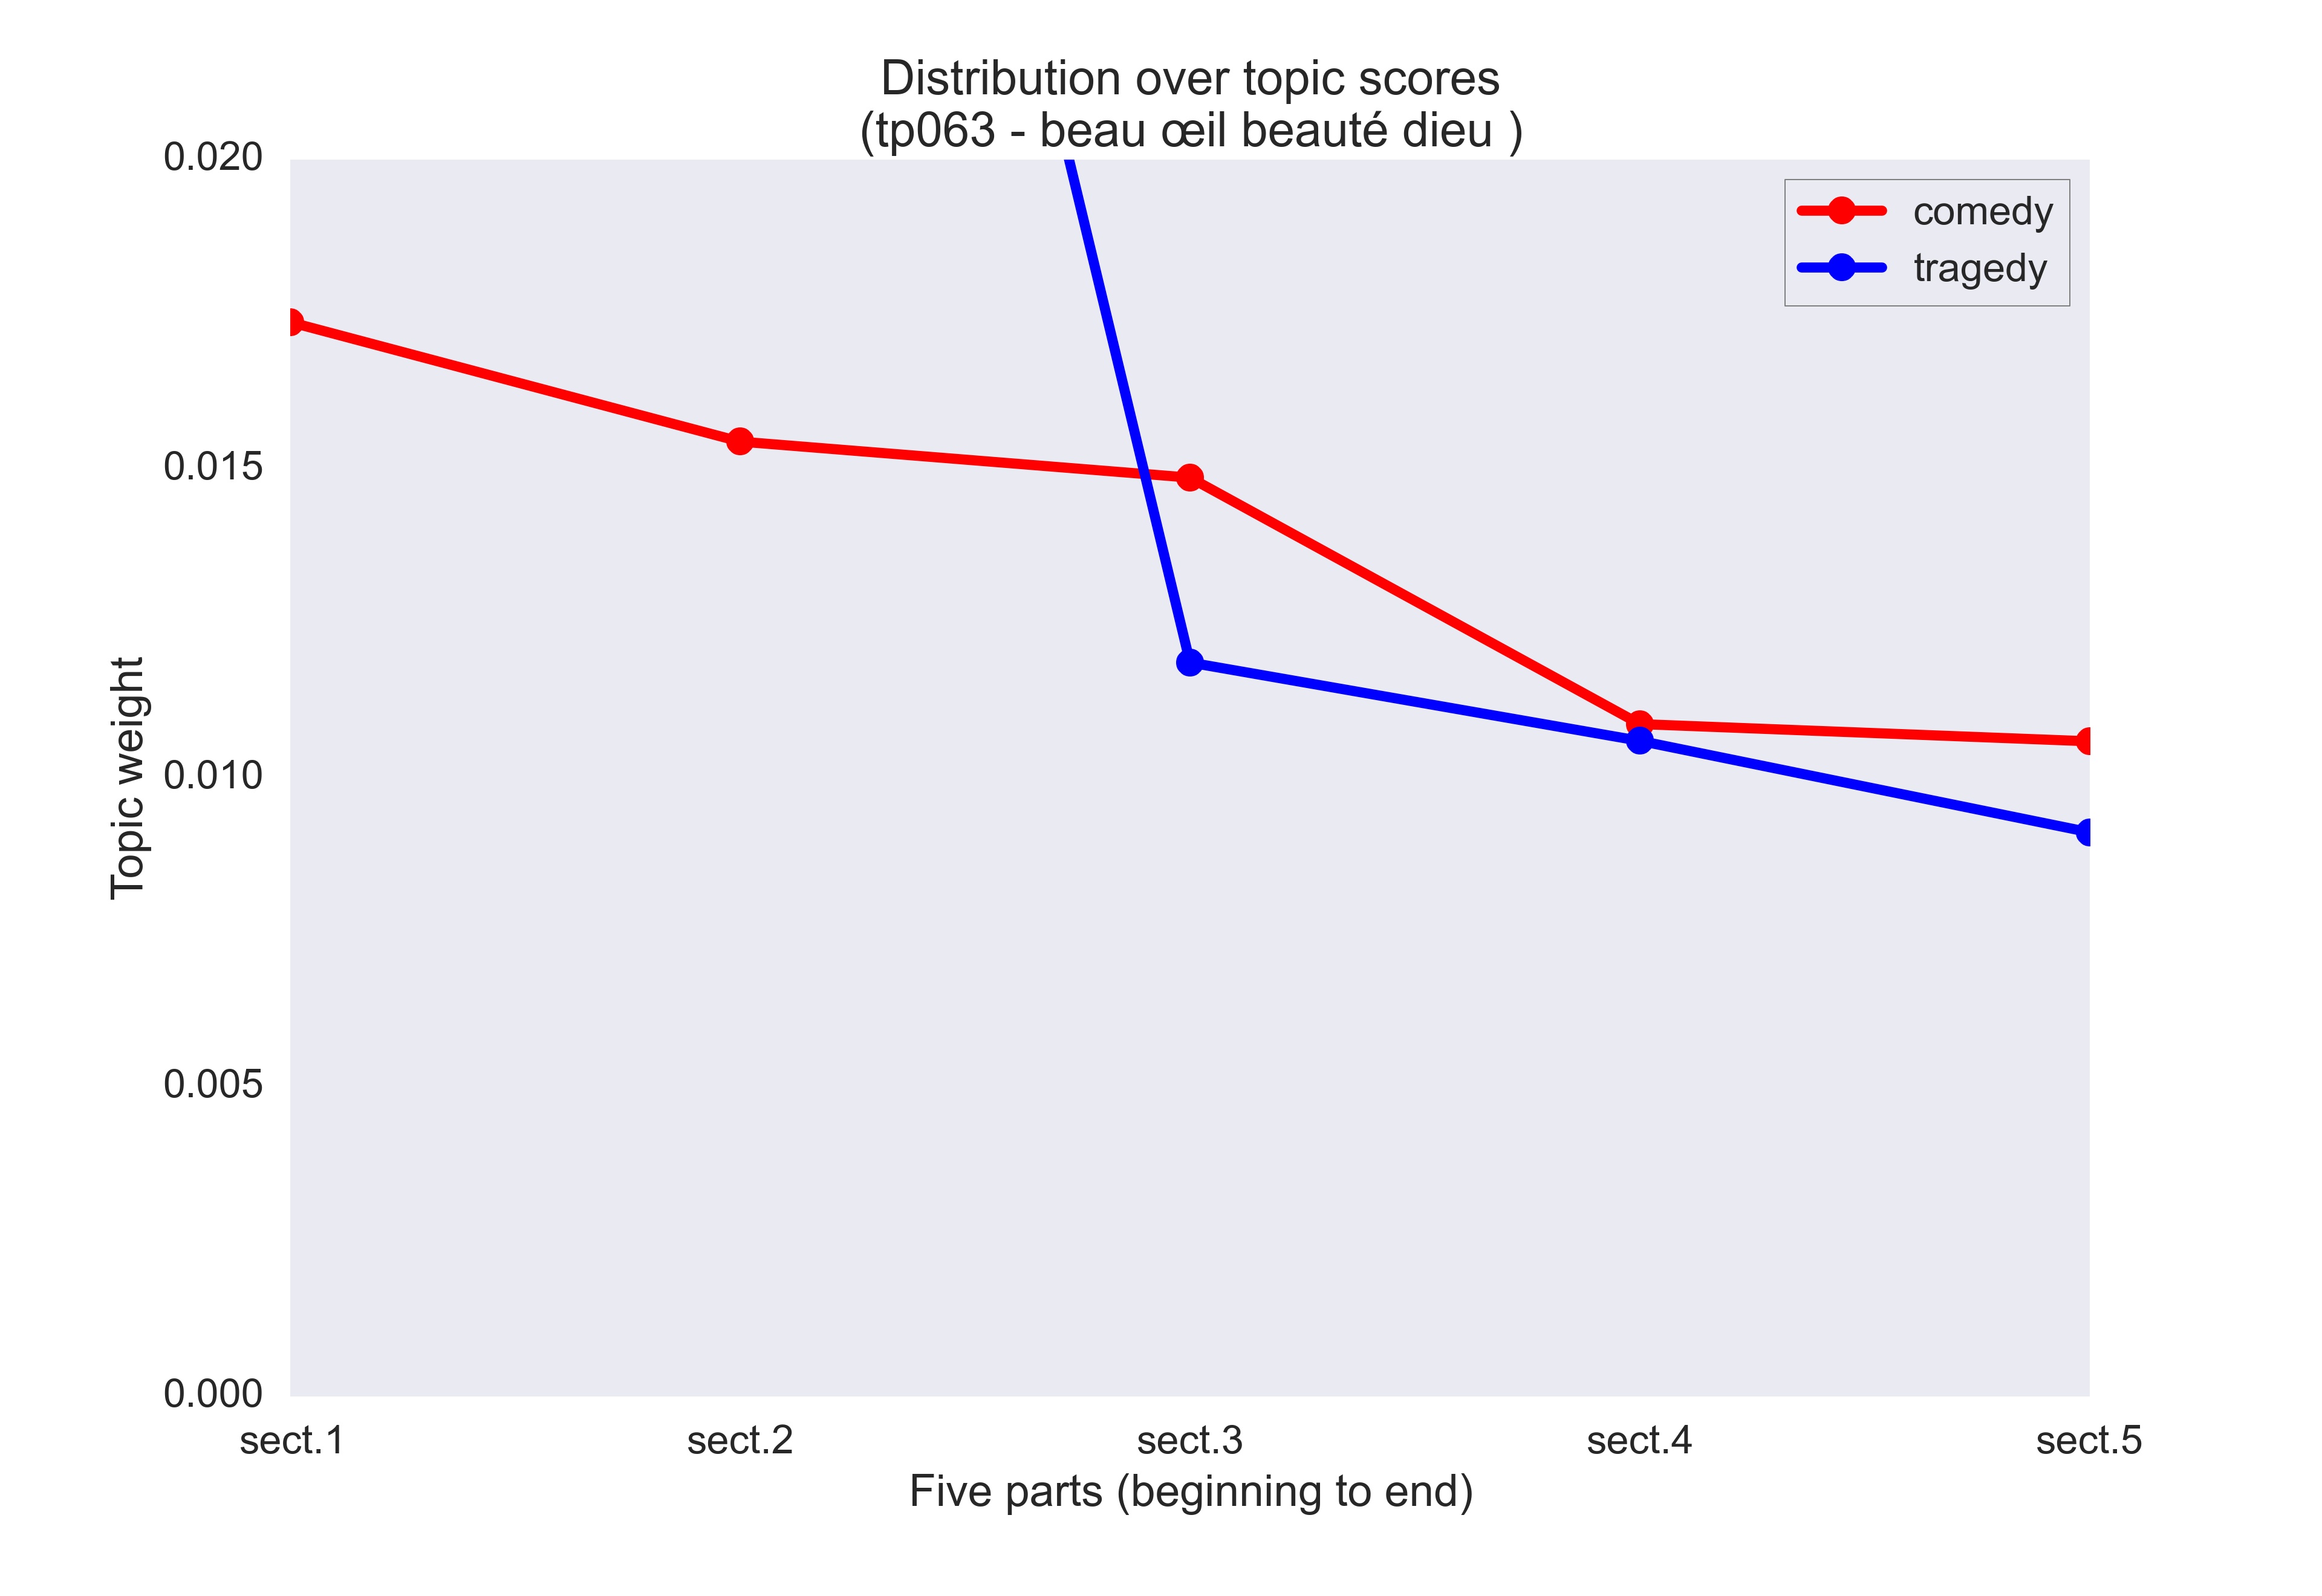 Distribution over topic scores
(tp063 - beau œil beauté dieu )
comedy
tragedy
Topic weight
0.020
0.015
0.010
0.005
0.000
sect.1 sect.2 sect.3 sect.4 sect.5
Five parts (beginning to end)